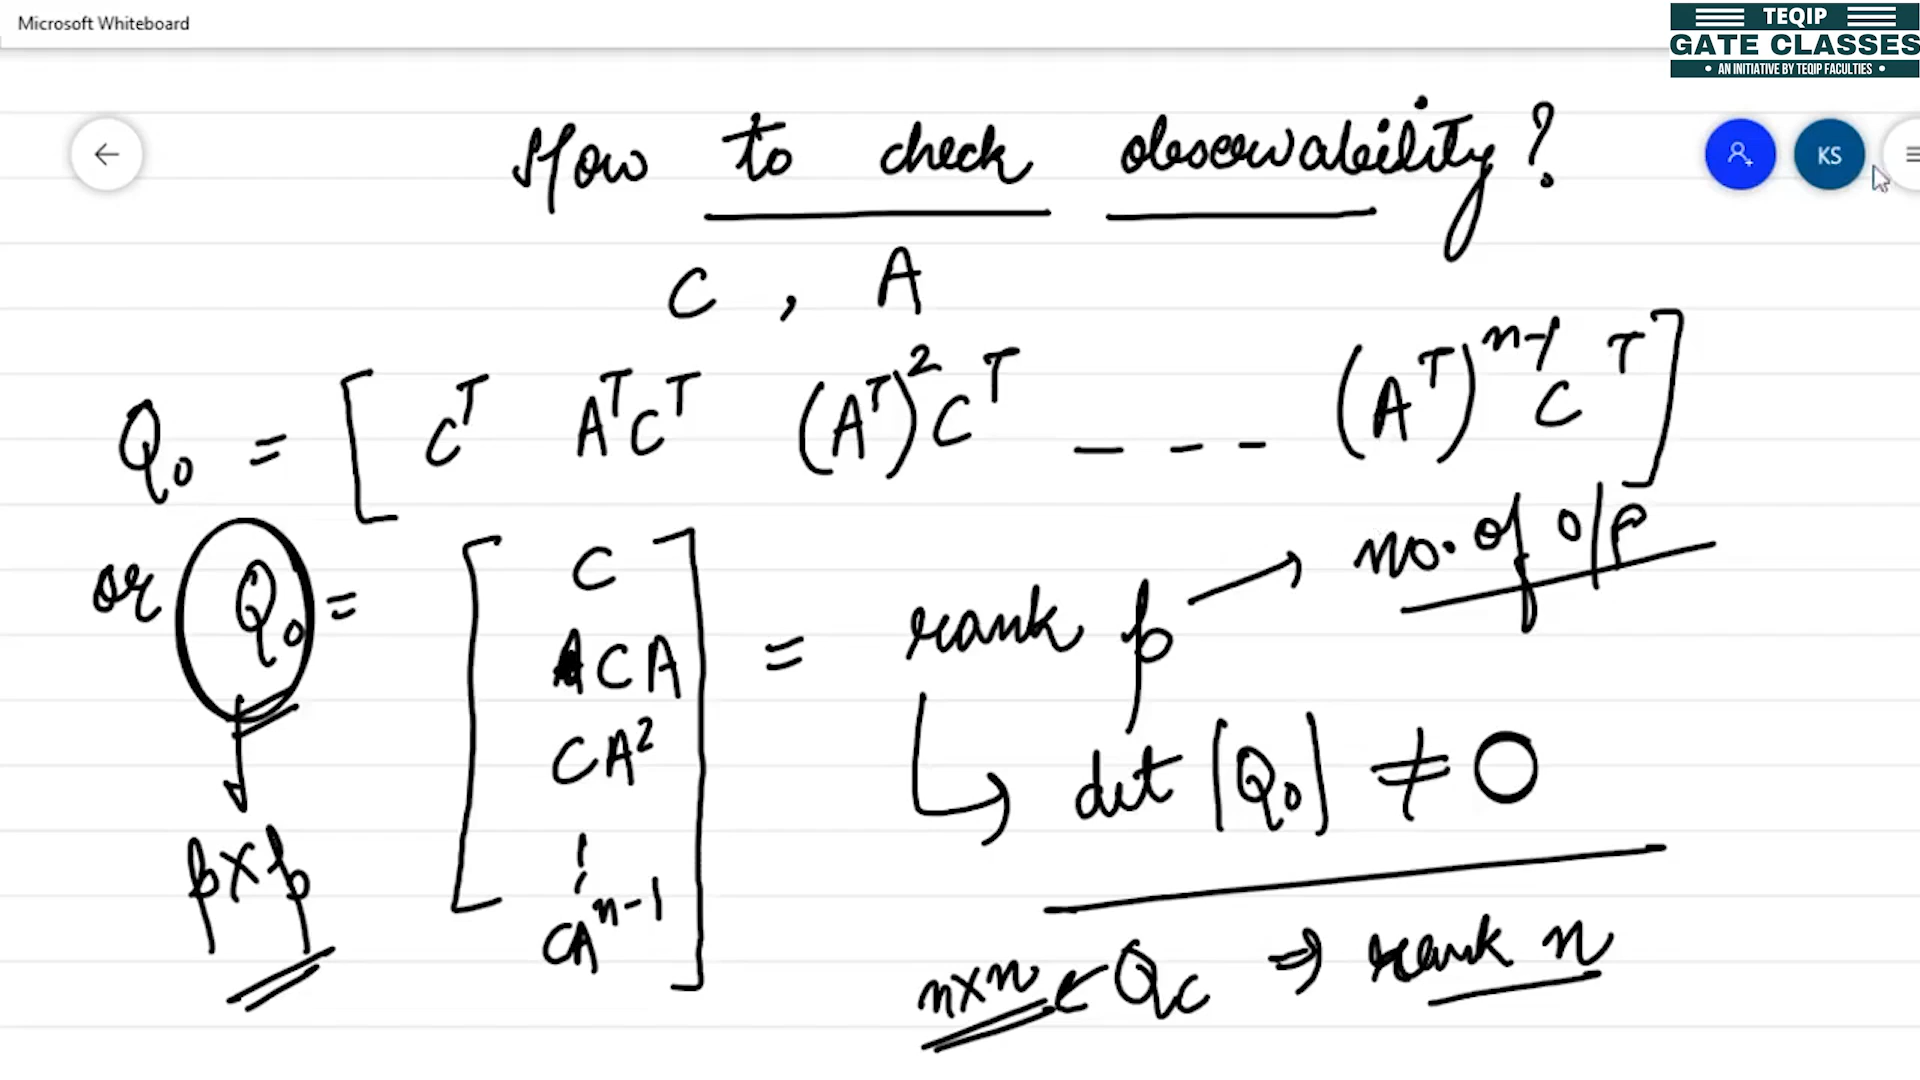 Microsoft Whiteboard
TEQIP
GATE CLASSES
• AN INITIATIVE BY TEQIP FACULTIES •
KS
How to check observability?
C , A
Q₀ = [ Cᵀ AᵀCᵀ (Aᵀ)²Cᵀ ---- (Aᵀ)ⁿ⁻¹Cᵀ ]
or Q₀ = [ C
CA
CA²
CAⁿ⁻¹ ] = rank p → no. of o/p
↳ det |Q₀| ≠ 0
p×p
n×n ← Qc ⇒ rank n